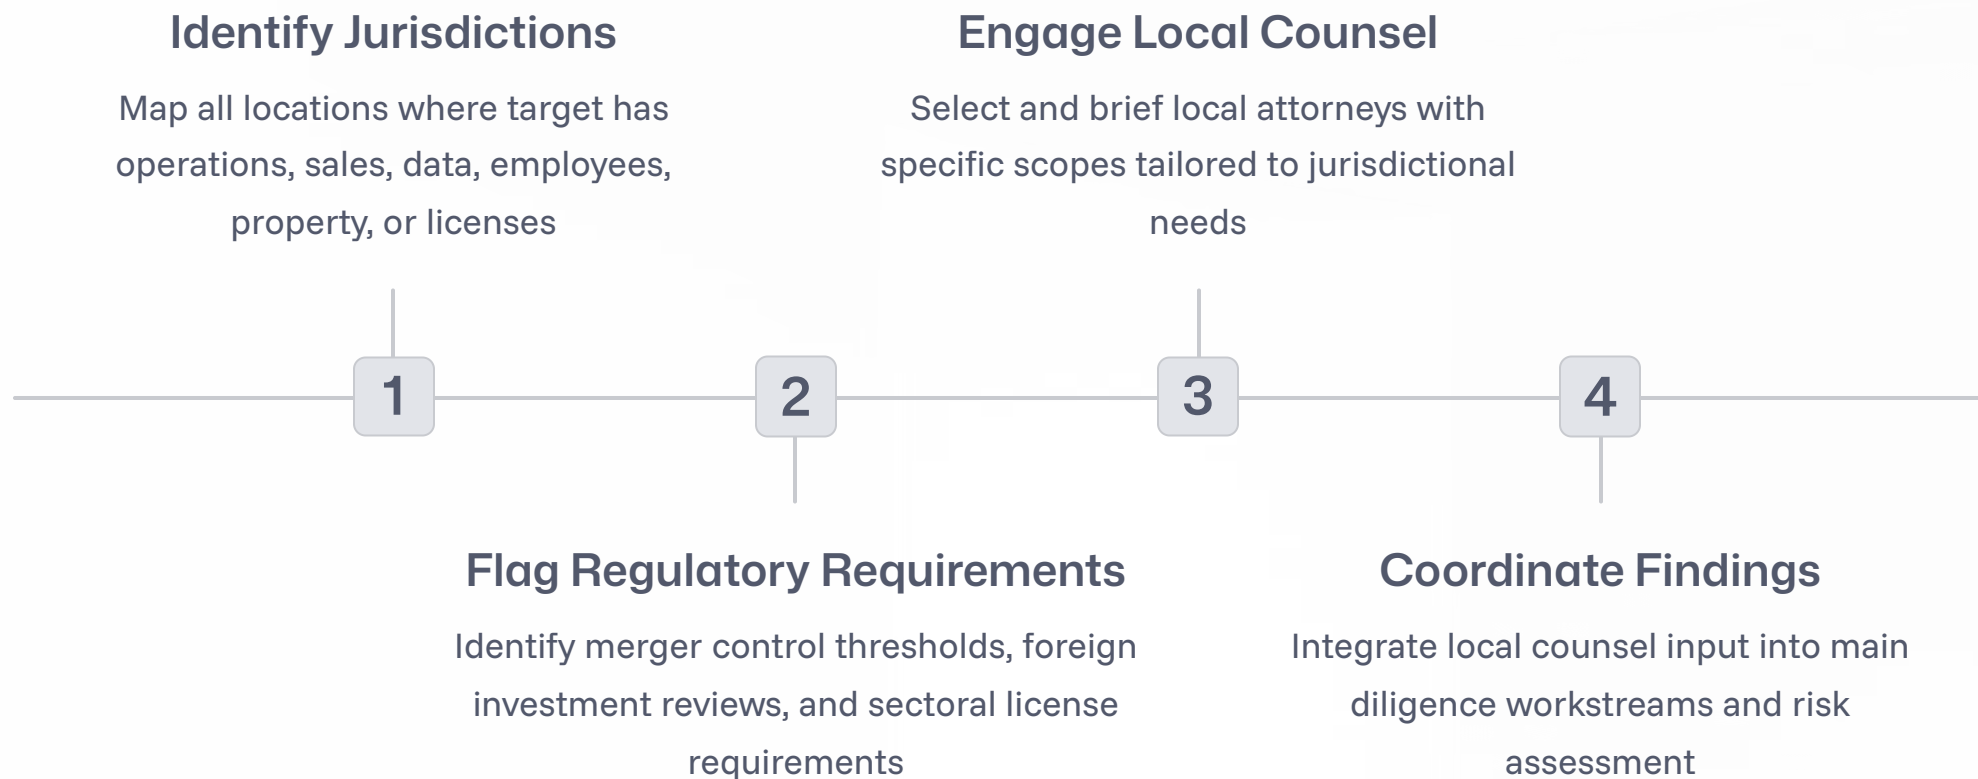 Identify Jurisdictions
Map all locations where target has
operations, sales, data, employees,
property, or licenses
1
2
Flag Regulatory Requirements
Identify merger control thresholds, foreign
investment reviews, and sectoral license
requirements
Engage Local Counsel
Select and brief local attorneys with
specific scopes tailored to jurisdictional
needs
3
4
Coordinate Findings
Integrate local counsel input into main
diligence workstreams and risk
assessment